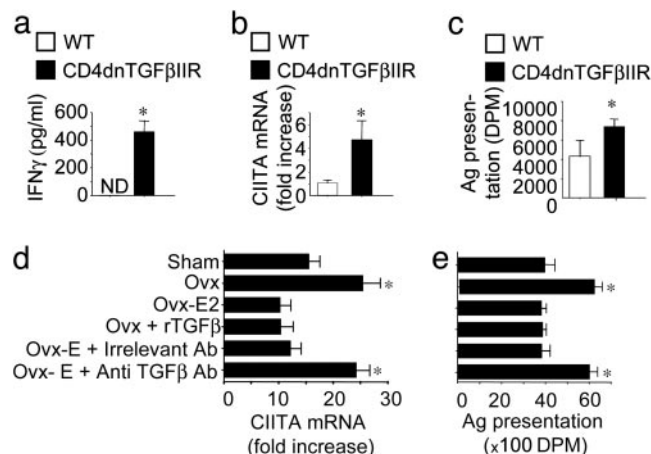 a
WT
CD4dnTGFβIIR
IFNγ (pg/ml)
600
400
200
0
ND
*
b
WT
CD4dnTGFβIIR
CIITA mRNA
(fold increase)
6
4
2
0
*
c
WT
CD4dnTGFβIIR
Ag presen-
tation (DPM)
10000
8000
6000
4000
2000
0
*
d
Sham
Ovx
Ovx-E2
Ovx + rTGFβ
Ovx-E + Irrelevant Ab
Ovx- E + Anti TGFβ Ab
*
*
0 10 20 30
CIITA mRNA
(fold increase)
e
*
*
0 20 40 60
Ag presentation
(x100 DPM)